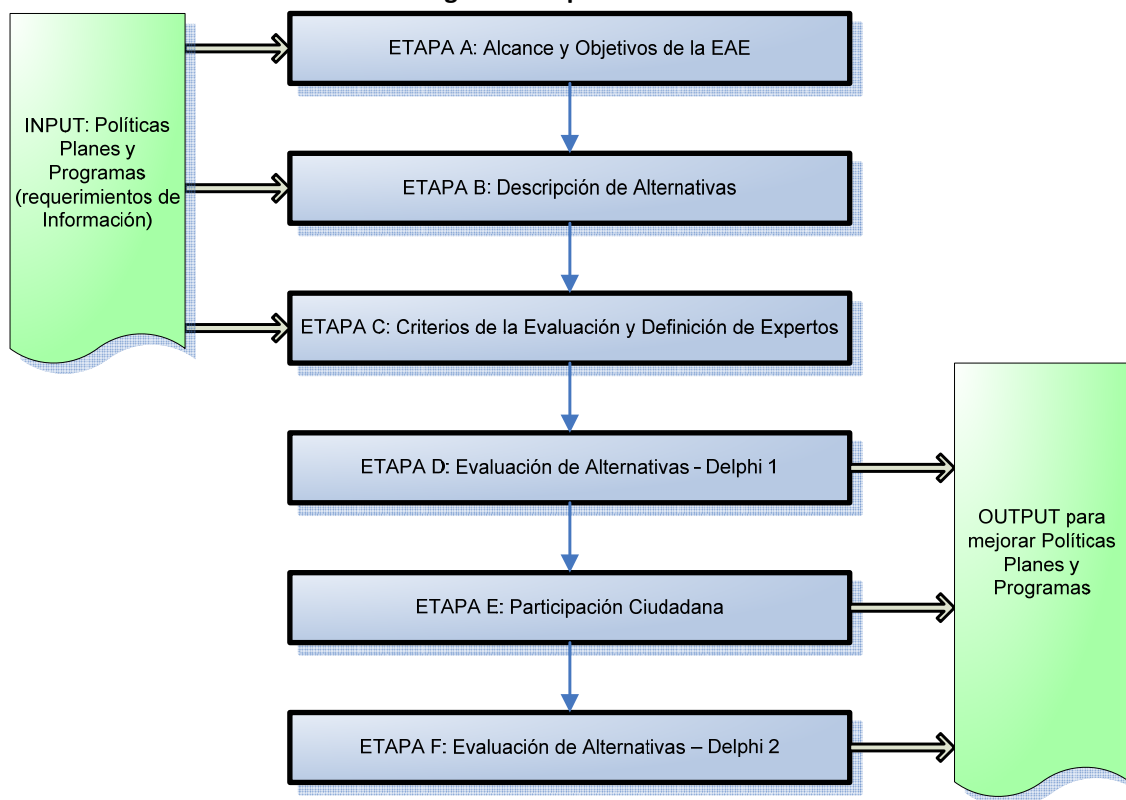 ETAPA A: Alcance y Objetivos de la EAE
INPUT: Políticas
Planes y
Programas
(requerimientos de
Información)
ETAPA B: Descripción de Alternativas
ETAPA C: Criterios de la Evaluación y Definición de Expertos
ETAPA D: Evaluación de Alternativas - Delphi 1
OUTPUT para
mejorar Políticas
Planes y
Programas
ETAPA E: Participación Ciudadana
ETAPA F: Evaluación de Alternativas – Delphi 2